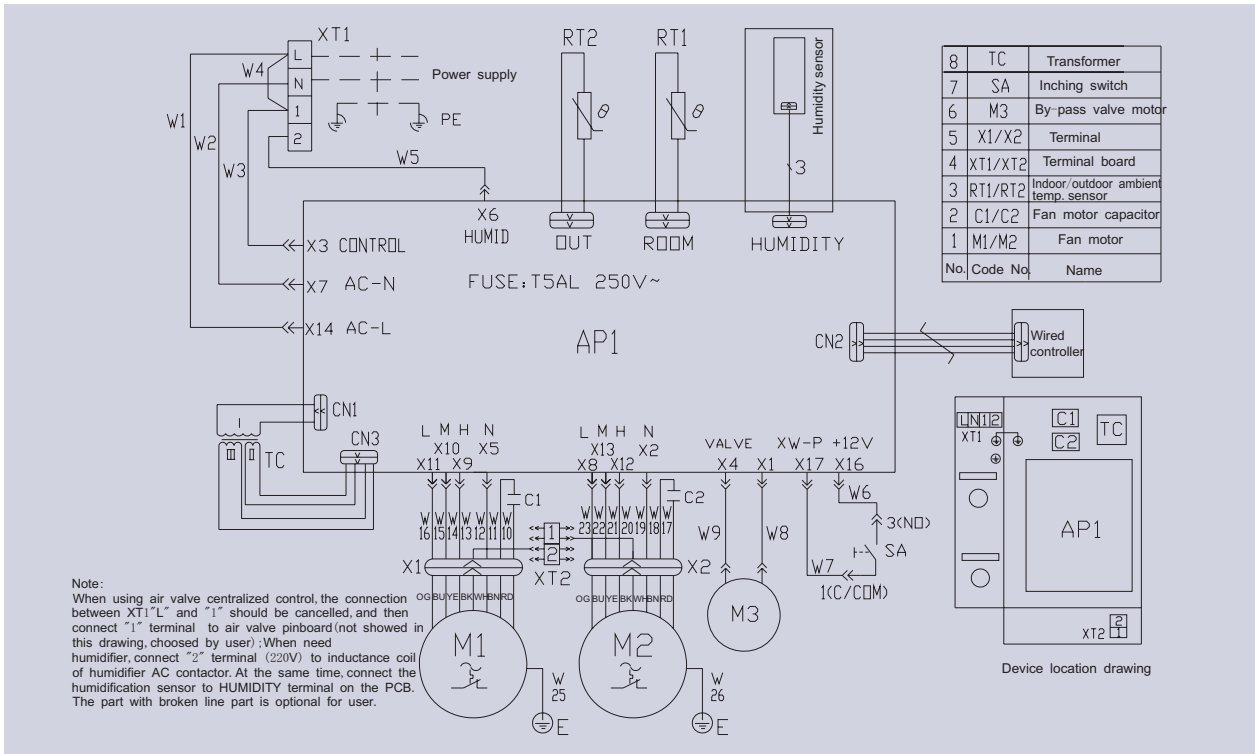 XT1
L
N
1
2
W4
Power supply
PE
W1
W2
W3
W5
RT2
RT1
θ
θ
Humidity sensor
3
8 TC Transformer
7 SA Inching switch
6 M3 By-pass valve motor
5 X1/X2 Terminal
4 XT1/XT2 Terminal board
3 RT1/RT2 Indoor/outdoor ambient
temp. sensor
2 C1/C2 Fan motor capacitor
1 M1/M2 Fan motor
No. Code No. Name
X6
HUMID
OUT
ROOM
HUMIDITY
X3 CONTROL
X7 AC-N
X14 AC-L
FUSE: T5AL 250V~
AP1
CN2
Wired
controller
CN1
CN3
I
III
II
TC
L M H N
X10 X5
X11 X9
L M H N
X13 X2
X8 X12
VALVE XW-P +12V
X4 X1 X17 X16
C1
C2
W W W W W W W
16 15 14 13 12 11 10
W W W W W W W
23 22 21 20 19 18 17
1
2
XT2
X1
X2
OG BU YE BK WH BN RD
OG BU YE BK WH BN RD
M1
M2
M3
W
25
W
26
E
E
W9
W8
W6
3(NO)
SA
W7
1(C/COM)
L N 1 2
XT1
C1
C2
TC
AP1
XT2
2
1
Device location drawing
Note:
When using air valve centralized control, the connection
between XT1"L" and "1" should be cancelled, and then
connect "1" terminal to air valve pinboard(not showed in
this drawing, choosed by user) ;When need
humidifier, connect "2" terminal (220V) to inductance coil
of humidifier AC contactor. At the same time, connect the
humidification sensor to HUMIDITY terminal on the PCB.
The part with broken line part is optional for user.